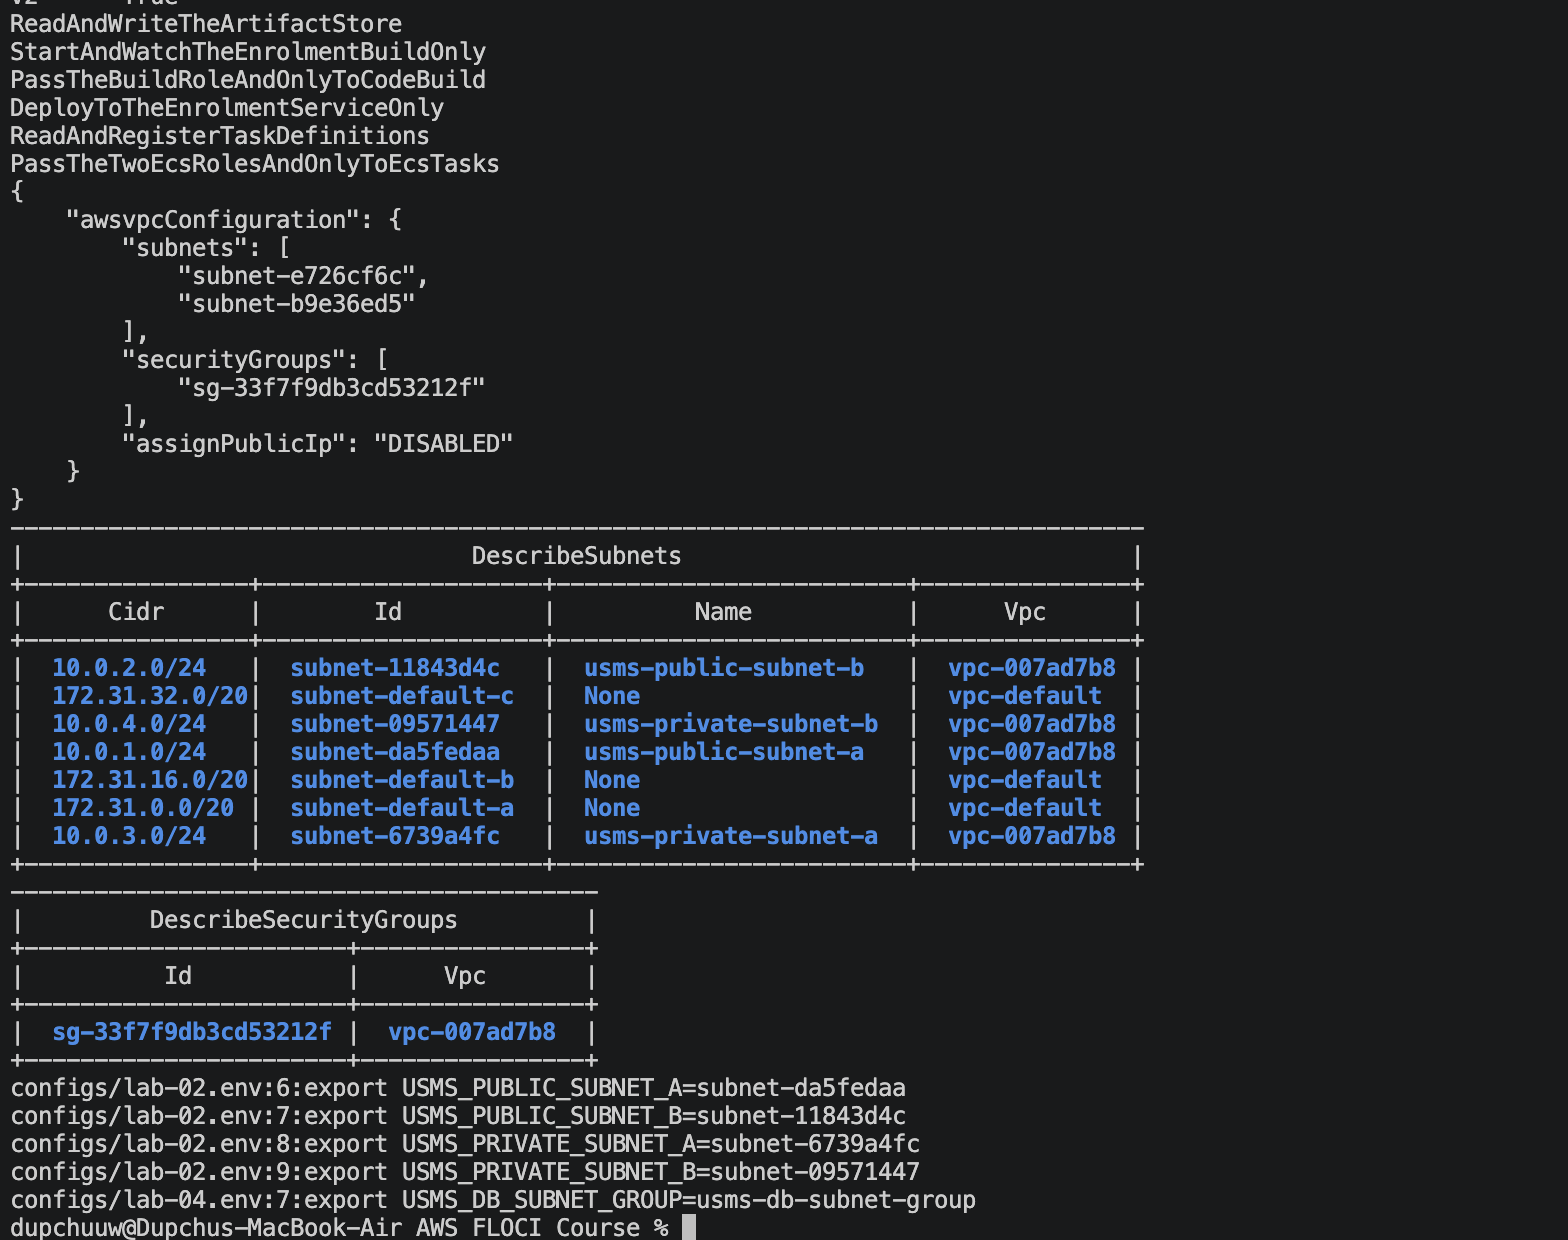 v2 True
ReadAndWriteTheArtifactStore
StartAndWatchTheEnrolmentBuildOnly
PassTheBuildRoleAndOnlyToCodeBuild
DeployToTheEnrolmentServiceOnly
ReadAndRegisterTaskDefinitions
PassTheTwoEcsRolesAndOnlyToEcsTasks
{
    "awsvpcConfiguration": {
        "subnets": [
            "subnet-e726cf6c",
            "subnet-b9e36ed5"
        ],
        "securityGroups": [
            "sg-33f7f9db3cd53212f"
        ],
        "assignPublicIp": "DISABLED"
    }
}
---------------------------------------------------------------------------------
|                                DescribeSubnets                                |
+----------------+--------------------+-------------------------+---------------+
|      Cidr      |        Id          |          Name           |      Vpc      |
+----------------+--------------------+-------------------------+---------------+
|  10.0.2.0/24   |  subnet-11843d4c   |  usms-public-subnet-b   |  vpc-007ad7b8 |
|  172.31.32.0/20|  subnet-default-c  |  None                   |  vpc-default  |
|  10.0.4.0/24   |  subnet-09571447   |  usms-private-subnet-b  |  vpc-007ad7b8 |
|  10.0.1.0/24   |  subnet-da5fedaa   |  usms-public-subnet-a   |  vpc-007ad7b8 |
|  172.31.16.0/20|  subnet-default-b  |  None                   |  vpc-default  |
|  172.31.0.0/20 |  subnet-default-a  |  None                   |  vpc-default  |
|  10.0.3.0/24   |  subnet-6739a4fc   |  usms-private-subnet-a  |  vpc-007ad7b8 |
+----------------+--------------------+-------------------------+---------------+
------------------------------------------
|         DescribeSecurityGroups         |
+-----------------------+----------------+
|          Id           |      Vpc       |
+-----------------------+----------------+
|  sg-33f7f9db3cd53212f |  vpc-007ad7b8  |
+-----------------------+----------------+
configs/lab-02.env:6:export USMS_PUBLIC_SUBNET_A=subnet-da5fedaa
configs/lab-02.env:7:export USMS_PUBLIC_SUBNET_B=subnet-11843d4c
configs/lab-02.env:8:export USMS_PRIVATE_SUBNET_A=subnet-6739a4fc
configs/lab-02.env:9:export USMS_PRIVATE_SUBNET_B=subnet-09571447
configs/lab-04.env:7:export USMS_DB_SUBNET_GROUP=usms-db-subnet-group
dupchuuw@Dupchus-MacBook-Air AWS FLOCI Course %